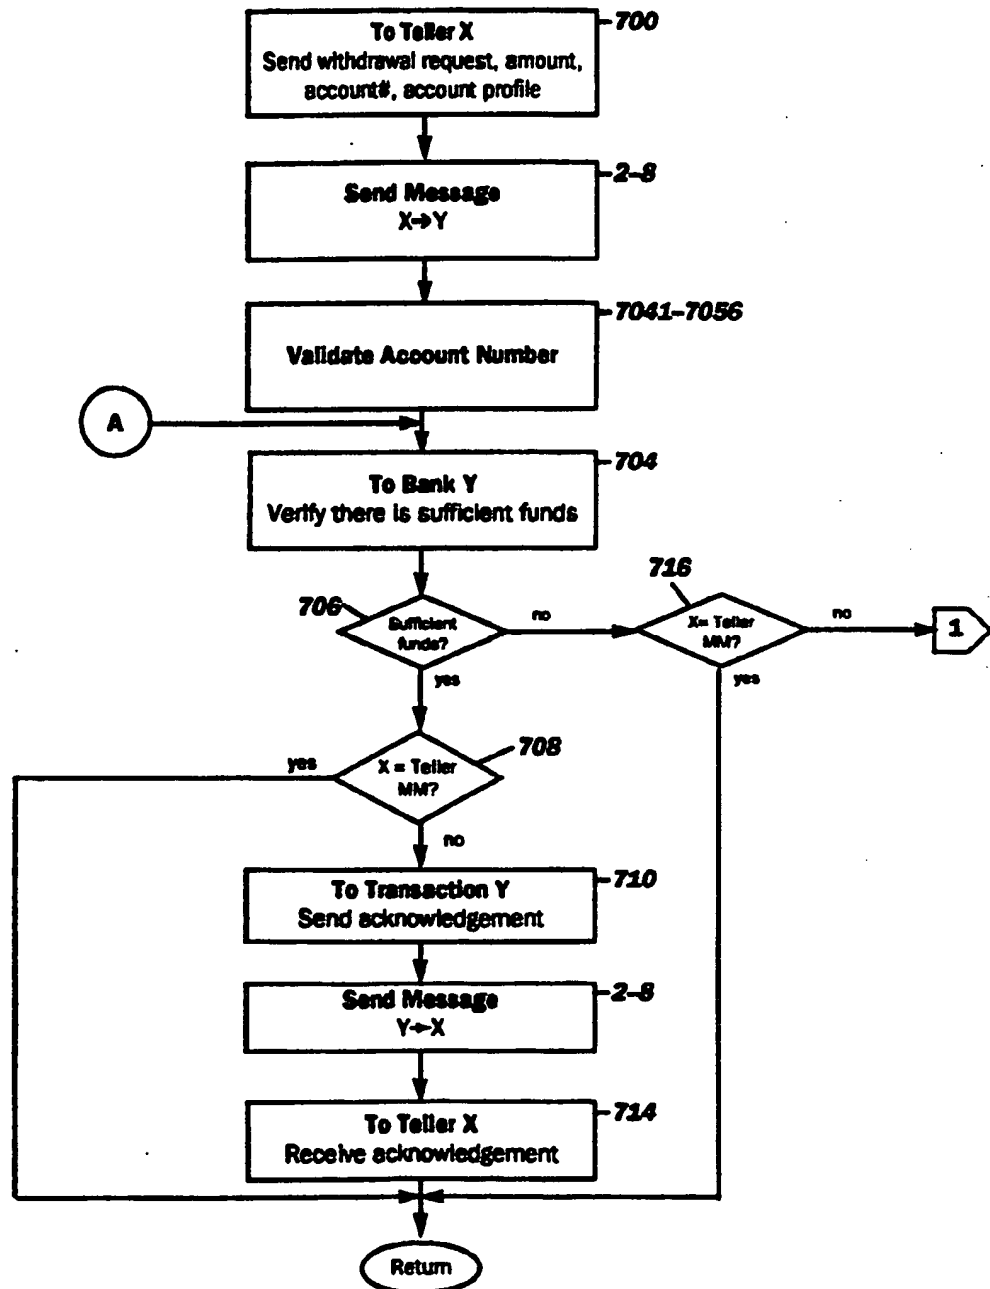 To Teller X
Send withdrawal request, amount,
account#, account profile
700
Send Message
X→Y
2-8
Validate Account Number
7041-7056
A
To Bank Y
Verify there is sufficient funds
704
Sufficient
funds?
706
no
yes
X= Teller
MM?
716
no
yes
1
X = Teller
MM?
708
yes
no
To Transaction Y
Send acknowledgement
710
Send Message
Y→X
2-8
To Teller X
Receive acknowledgement
714
Return